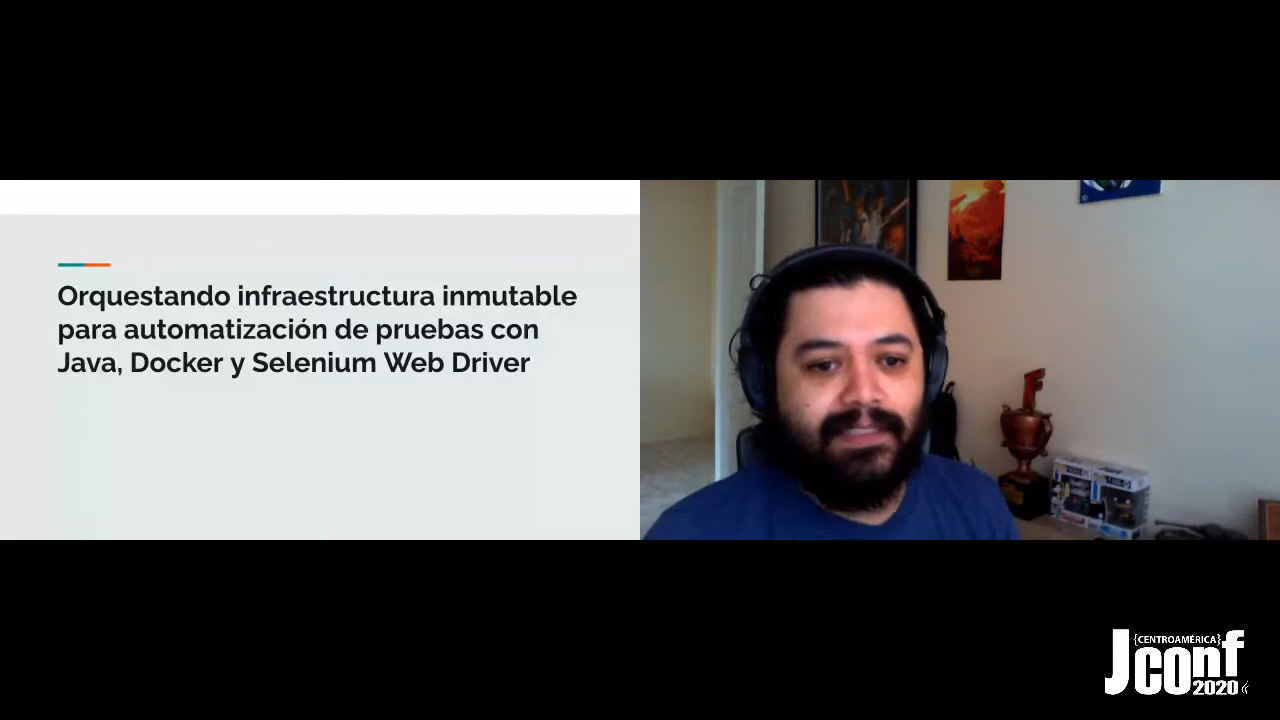 Orquestando infraestructura inmutable
para automatización de pruebas con
Java, Docker y Selenium Web Driver
F
{CENTROAMÉRICA}
Jconf
2020